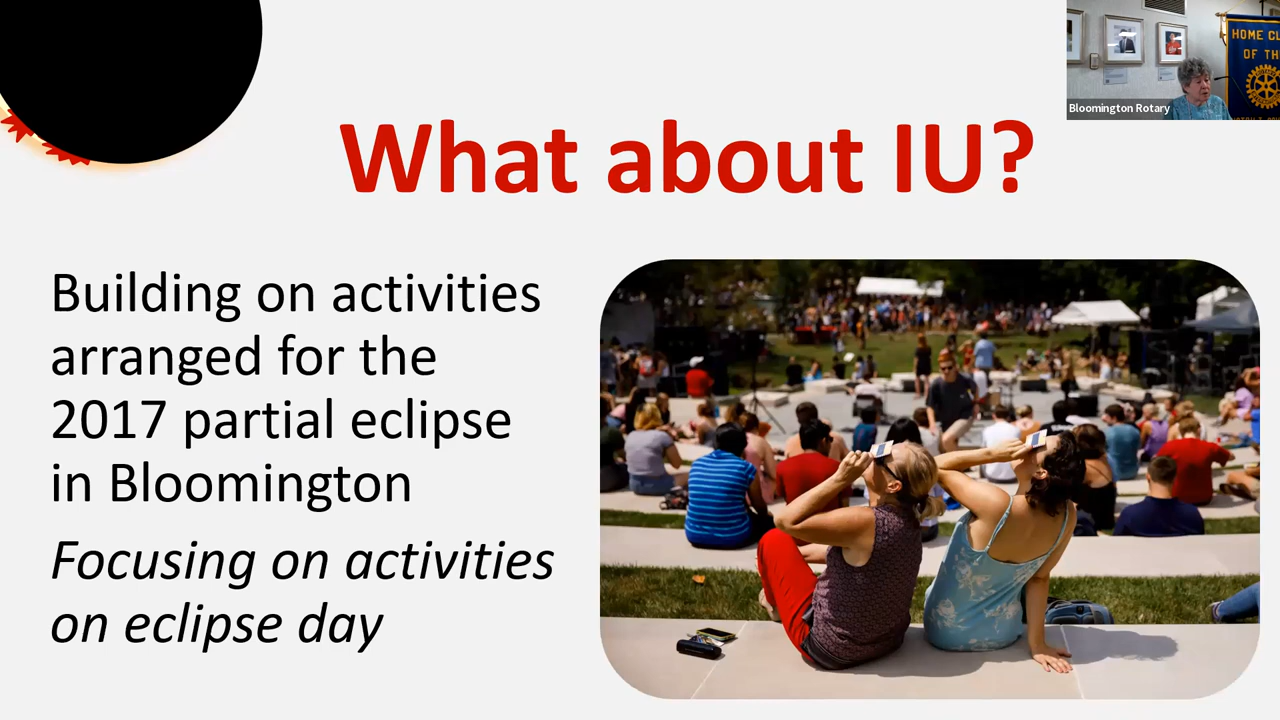 What about IU?
Building on activities
arranged for the
2017 partial eclipse
in Bloomington
Focusing on activities
on eclipse day
Bloomington Rotary
HOME CL
OF TH